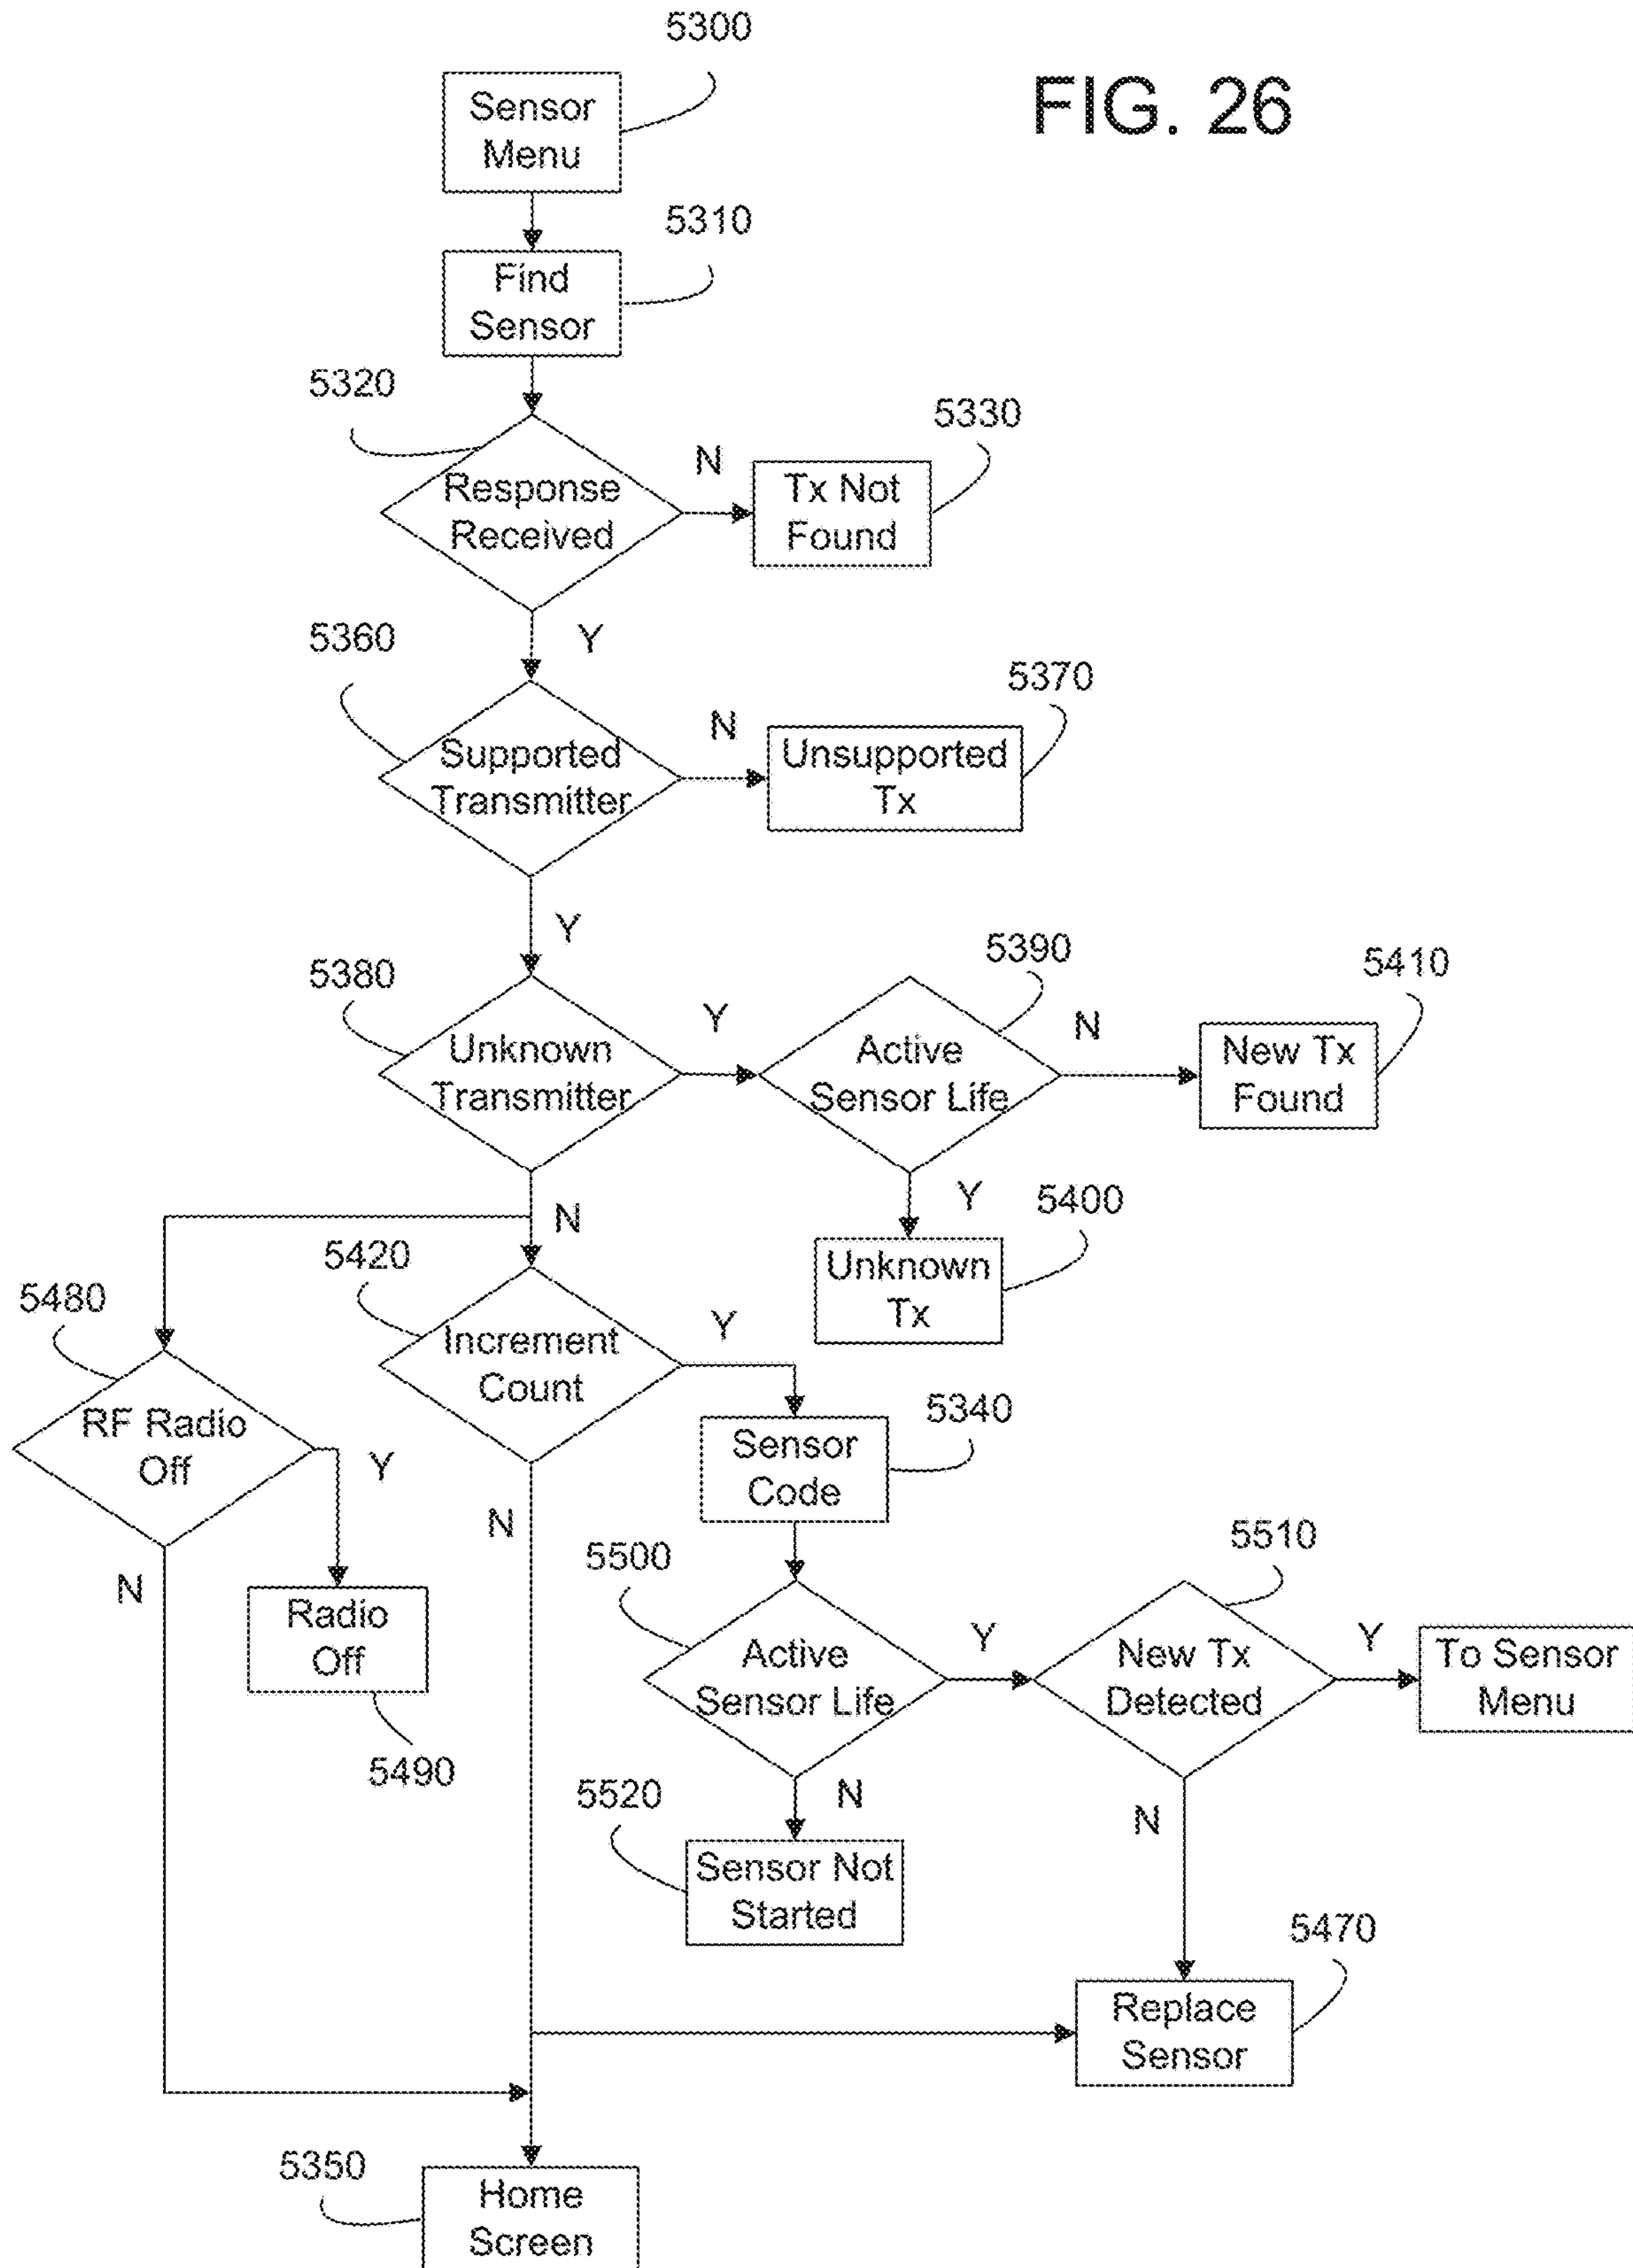 5300
FIG. 26
Sensor
Menu
5310
Find
Sensor
5320
5330
Response
Received
N
Tx Not
Found
Y
5360
5370
Supported
Transmitter
N
Unsupported
Tx
Y
5380
5390
5410
Unknown
Transmitter
Y
Active
Sensor Life
N
New Tx
Found
N
Y
5400
Unknown
Tx
5420
5480
Increment
Count
Y
RF Radio
Off
Y
5340
Sensor
Code
N
N
5500
5510
Radio
Off
5490
Active
Sensor Life
Y
New Tx
Detected
Y
To Sensor
Menu
5520
N
N
Sensor Not
Started
5470
Replace
Sensor
5350
Home
Screen